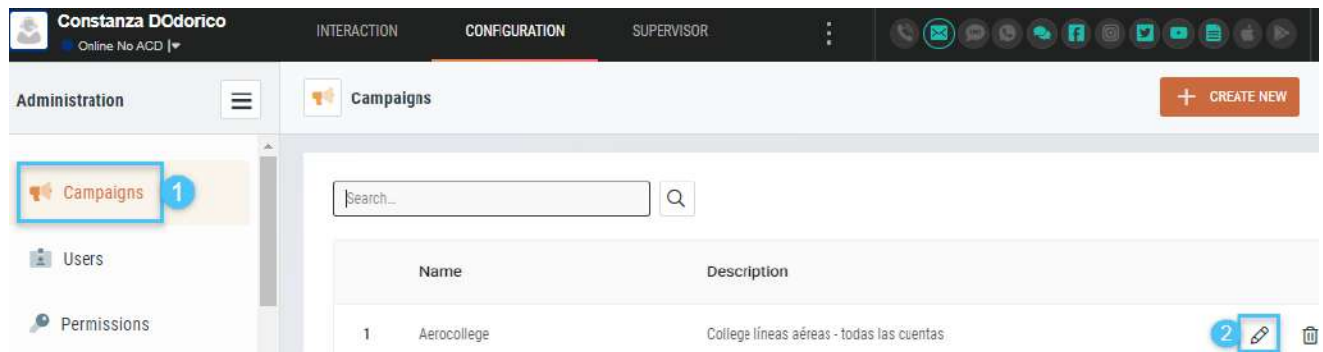 Constanza DOdorico
Online No ACD
INTERACTION CONFIGURATION SUPERVISOR
Administration
Campaigns
CREATE NEW
Campaigns 1
Search...
Users
Name Description
Permissions
1 Aerocollege College líneas aéreas - todas las cuentas 2